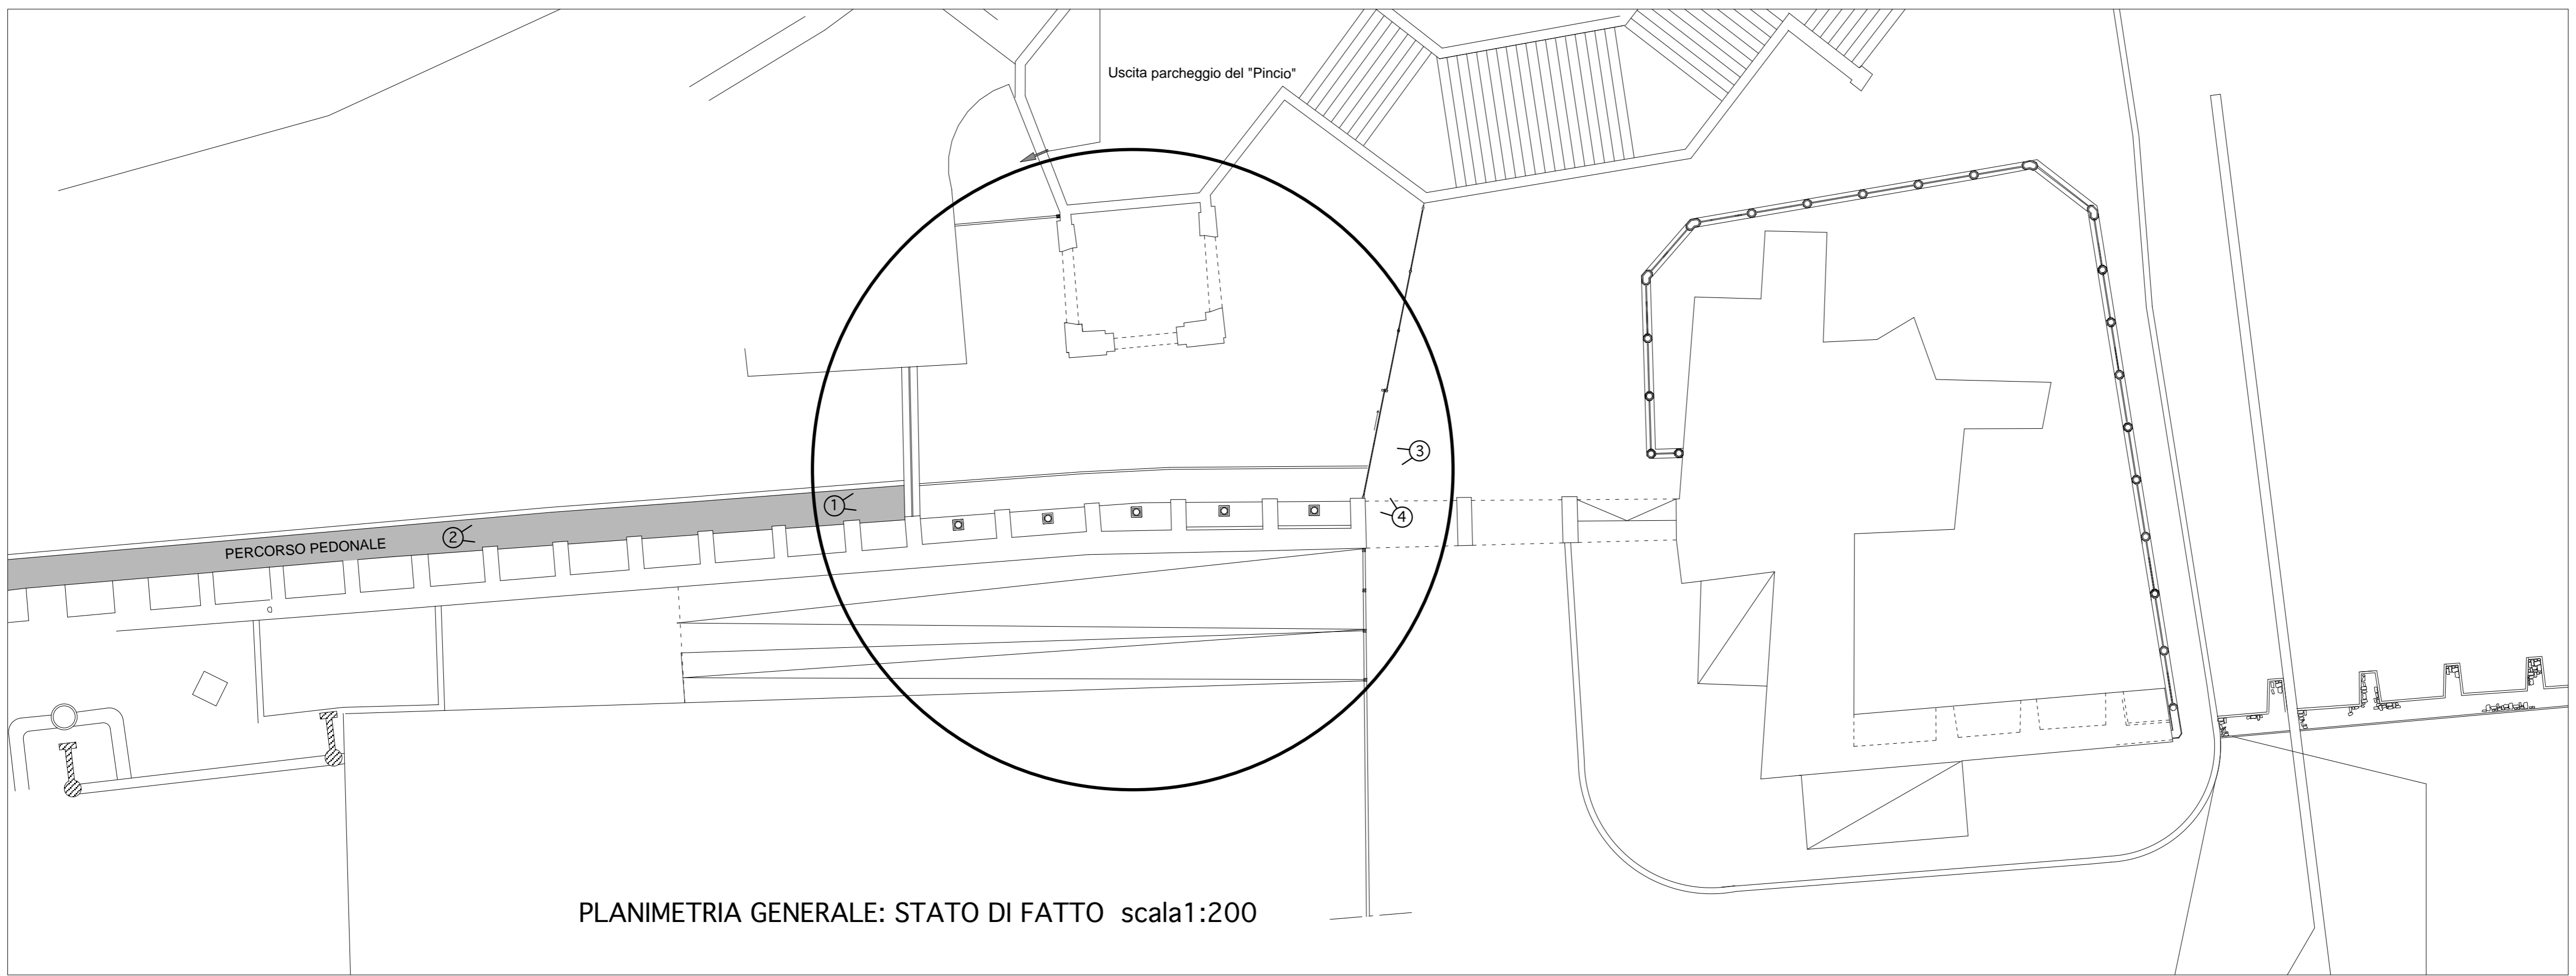 Uscita parcheggio del "Pincio"
3
1
4
2
PERCORSO PEDONALE
PLANIMETRIA GENERALE: STATO DI FATTO scala1:200